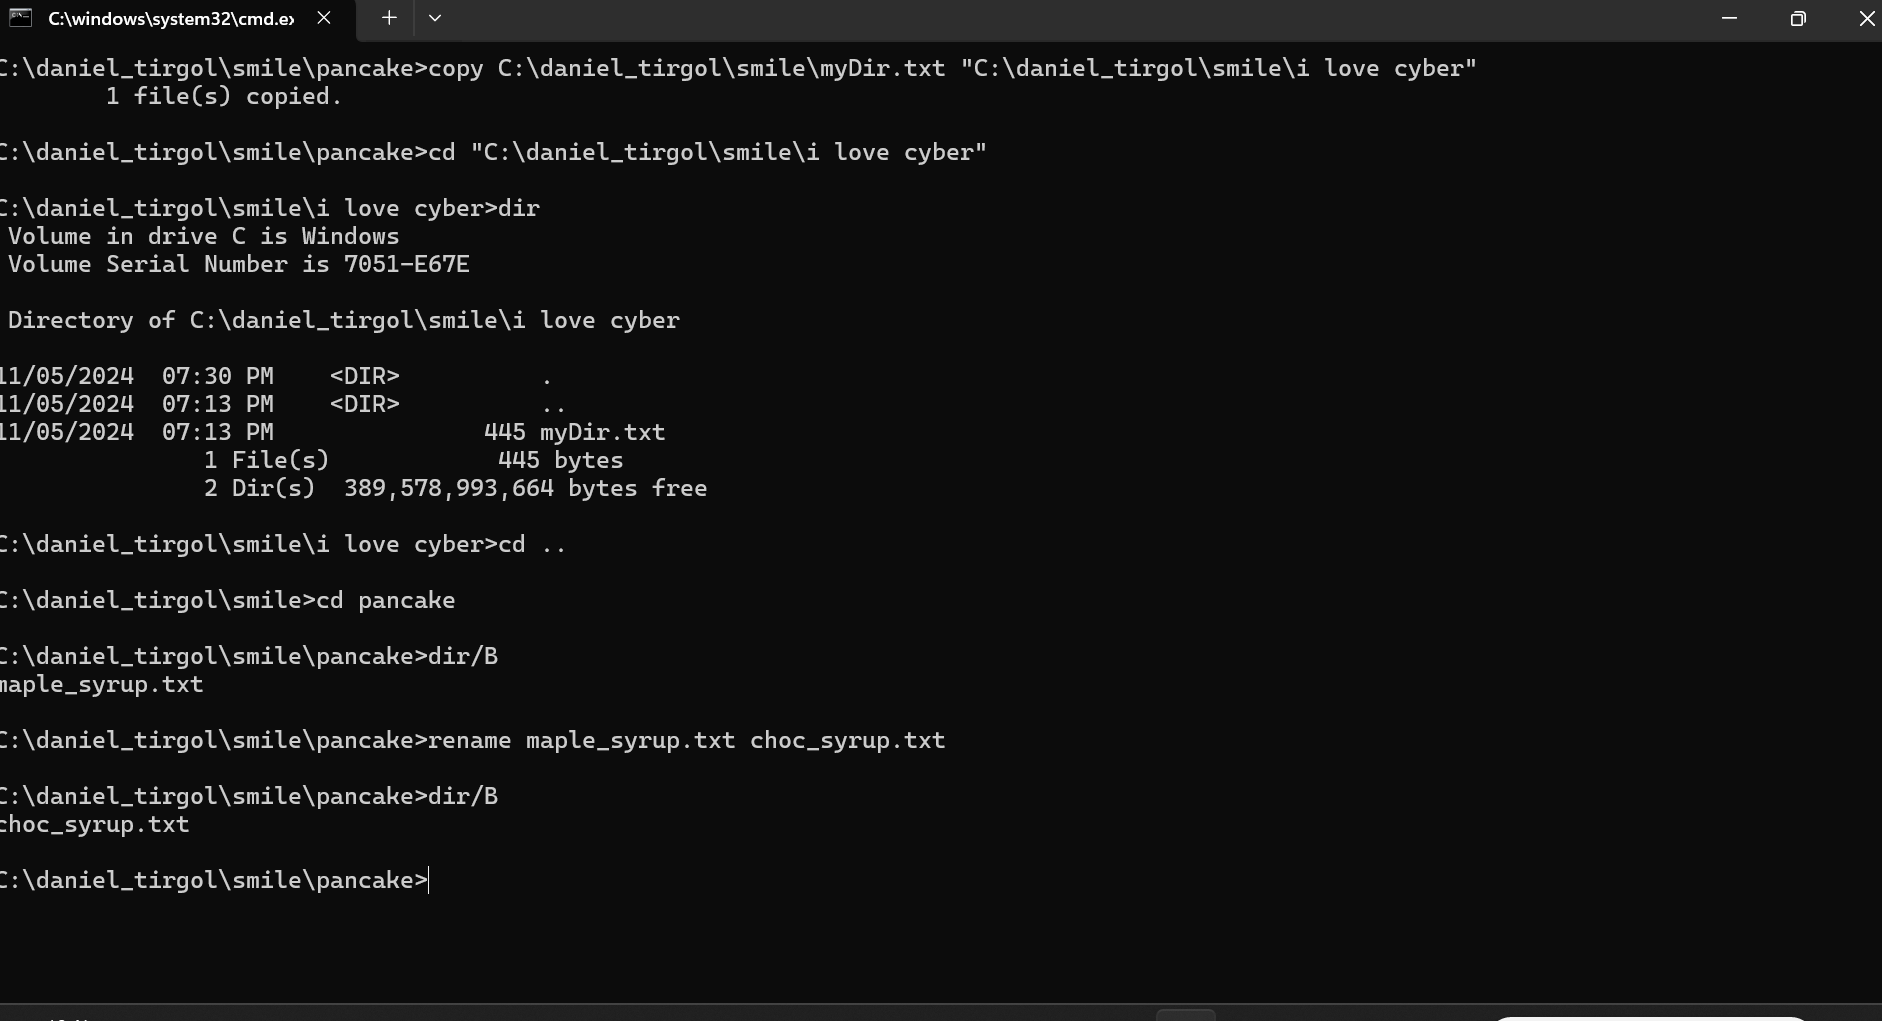 C:\windows\system32\cmd.ex
C:\daniel_tirgol\smile\pancake>copy C:\daniel_tirgol\smile\myDir.txt "C:\daniel_tirgol\smile\i love cyber"
1 file(s) copied.
C:\daniel_tirgol\smile\pancake>cd "C:\daniel_tirgol\smile\i love cyber"
C:\daniel_tirgol\smile\i love cyber>dir
Volume in drive C is Windows
Volume Serial Number is 7051-E67E
Directory of C:\daniel_tirgol\smile\i love cyber
11/05/2024  07:30 PM    <DIR>          .
11/05/2024  07:13 PM    <DIR>          ..
11/05/2024  07:13 PM               445 myDir.txt
1 File(s)            445 bytes
2 Dir(s)  389,578,993,664 bytes free
C:\daniel_tirgol\smile\i love cyber>cd ..
C:\daniel_tirgol\smile>cd pancake
C:\daniel_tirgol\smile\pancake>dir/B
maple_syrup.txt
C:\daniel_tirgol\smile\pancake>rename maple_syrup.txt choc_syrup.txt
C:\daniel_tirgol\smile\pancake>dir/B
choc_syrup.txt
C:\daniel_tirgol\smile\pancake>